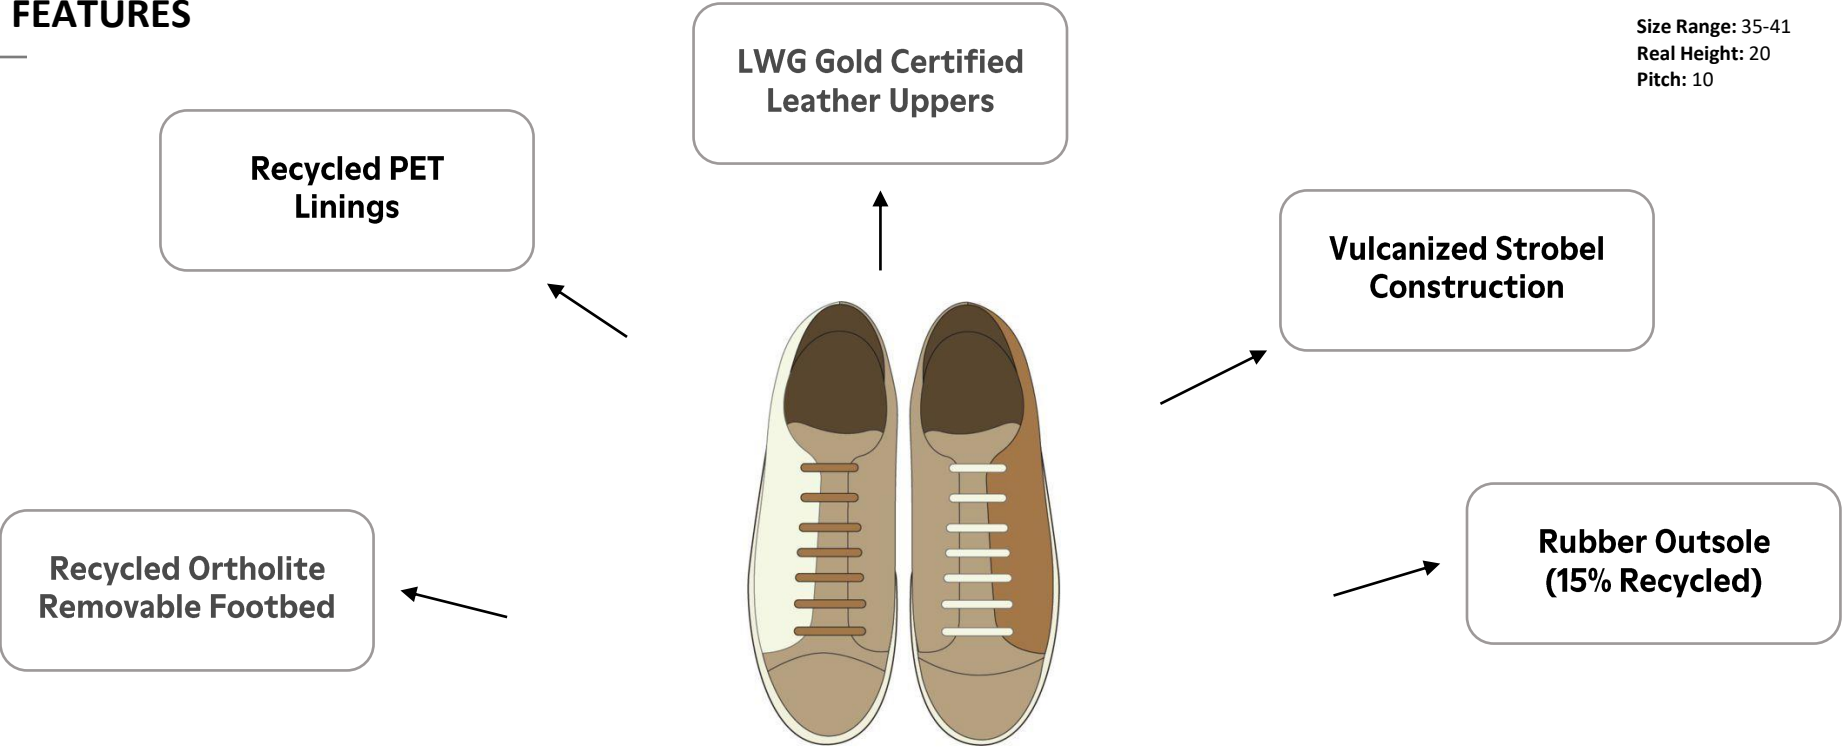 FEATURES
LWG Gold Certified
Leather Uppers
Size Range: 35-41
Real Height: 20
Pitch: 10
Recycled PET
Linings
Vulcanized Strobel
Construction
Recycled Ortholite
Removable Footbed
Rubber Outsole
(15% Recycled)